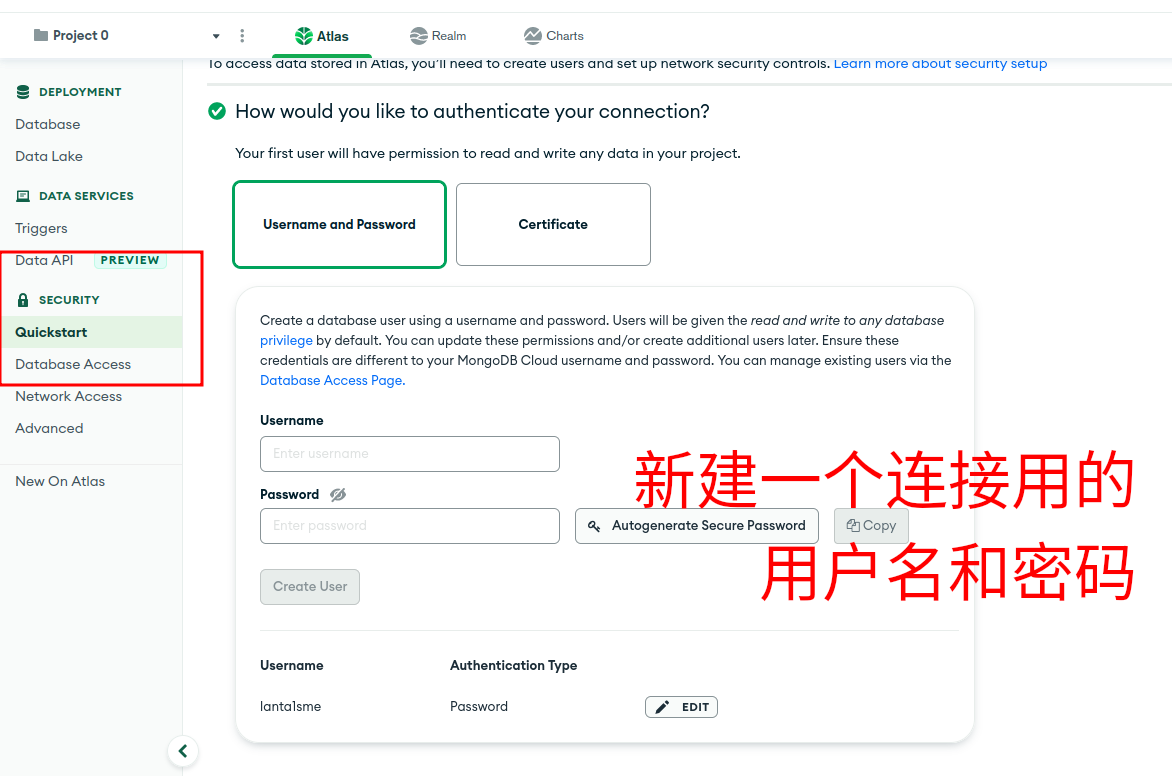 Project 0
Atlas
Realm
Charts
To access data stored in Atlas, you'll need to create users and set up network security controls. Learn more about security setup
DEPLOYMENT
Database
Data Lake
DATA SERVICES
Triggers
Data API PREVIEW
SECURITY
Quickstart
Database Access
Network Access
Advanced
New On Atlas
How would you like to authenticate your connection?
Your first user will have permission to read and write any data in your project.
Username and Password
Certificate
Create a database user using a username and password. Users will be given the read and write to any database
privilege by default. You can update these permissions and/or create additional users later. Ensure these
credentials are different to your MongoDB Cloud username and password. You can manage existing users via the
Database Access Page.
Username
Enter username
Password
Enter password
Autogenerate Secure Password
Copy
新建一个连接用的
用户名和密码
Create User
Username Authentication Type
lanta1sme Password EDIT